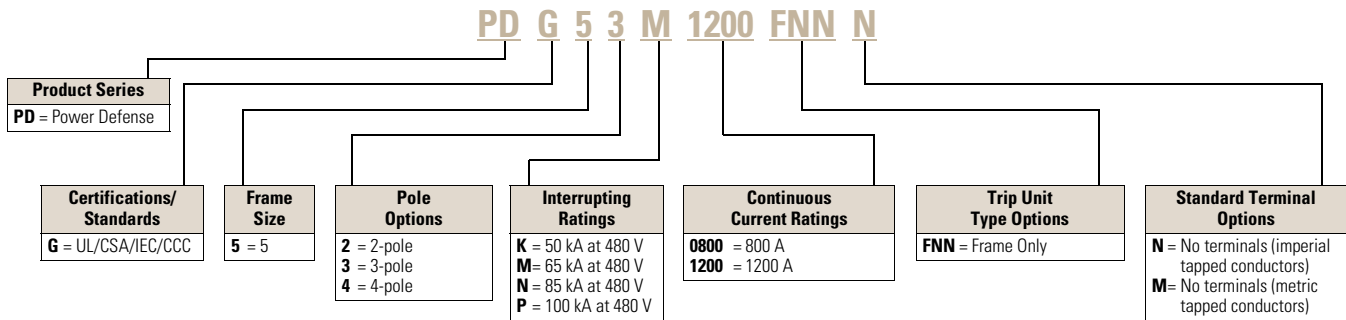 PD G 5 3 M 1200 FNN N
Product Series
PD = Power Defense
Certifications/
Standards
G = UL/CSA/IEC/CCC
Frame
Size
5 = 5
Pole
Options
2 = 2-pole
3 = 3-pole
4 = 4-pole
Interrupting
Ratings
K = 50 kA at 480 V
M= 65 kA at 480 V
N = 85 kA at 480 V
P = 100 kA at 480 V
Continuous
Current Ratings
0800 = 800 A
1200 = 1200 A
Trip Unit
Type Options
FNN = Frame Only
Standard Terminal
Options
N = No terminals (imperial
tapped conductors)
M= No terminals (metric
tapped conductors)